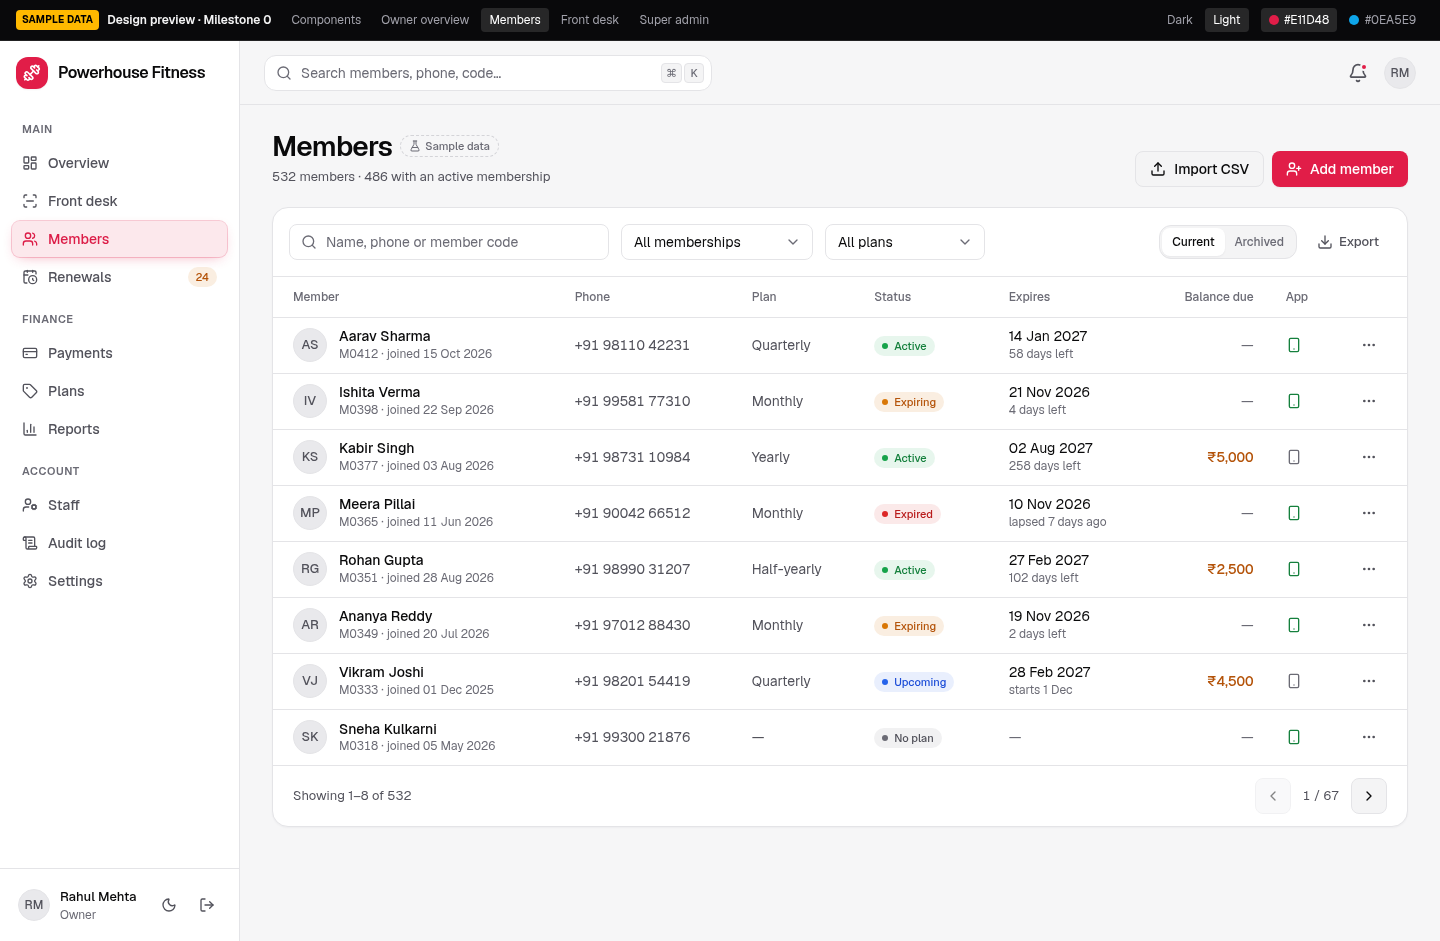 SAMPLE DATA Design preview · Milestone 0 Components Owner overview Members Front desk Super admin Dark Light #E11D48 #0EA5E9
Powerhouse Fitness
Search members, phone, code...
⌘ K
RM
MAIN
Overview
Front desk
Members
Renewals 24
FINANCE
Payments
Plans
Reports
ACCOUNT
Staff
Audit log
Settings
RM
Rahul Mehta
Owner
Members
Sample data
532 members · 486 with an active membership
Import CSV
Add member
Name, phone or member code
All memberships
All plans
Current Archived
Export
Member Phone Plan Status Expires Balance due App
AS Aarav Sharma +91 98110 42231 Quarterly Active 14 Jan 2027 —
M0412 · joined 15 Oct 2026 58 days left
IV Ishita Verma +91 99581 77310 Monthly Expiring 21 Nov 2026 —
M0398 · joined 22 Sep 2026 4 days left
KS Kabir Singh +91 98731 10984 Yearly Active 02 Aug 2027 ₹5,000
M0377 · joined 03 Aug 2026 258 days left
MP Meera Pillai +91 90042 66512 Monthly Expired 10 Nov 2026 —
M0365 · joined 11 Jun 2026 lapsed 7 days ago
RG Rohan Gupta +91 98990 31207 Half-yearly Active 27 Feb 2027 ₹2,500
M0351 · joined 28 Aug 2026 102 days left
AR Ananya Reddy +91 97012 88430 Monthly Expiring 19 Nov 2026 —
M0349 · joined 20 Jul 2026 2 days left
VJ Vikram Joshi +91 98201 54419 Quarterly Upcoming 28 Feb 2027 ₹4,500
M0333 · joined 01 Dec 2025 starts 1 Dec
SK Sneha Kulkarni +91 99300 21876 — No plan — —
M0318 · joined 05 May 2026
Showing 1–8 of 532
1 / 67